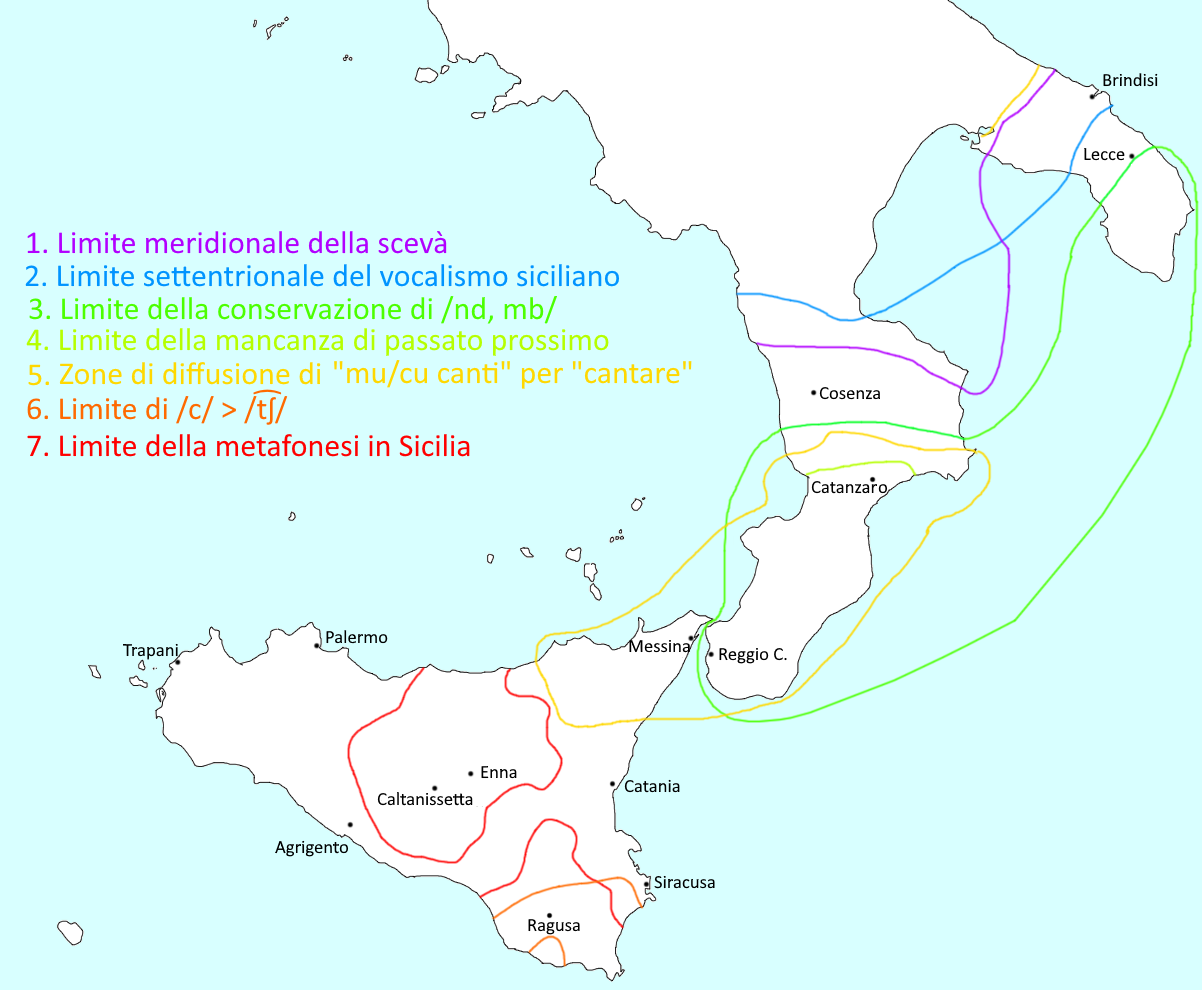 Brindisi
Lecce
1. Limite meridionale della scevà
2. Limite settentrionale del vocalismo siciliano
3. Limite della conservazione di /nd, mb/
4. Limite della mancanza di passato prossimo
5. Zone di diffusione di "mu/cu canti" per "cantare"
6. Limite di /c/ > /t͡ʃ/
7. Limite della metafonesi in Sicilia
Cosenza
Catanzaro
Palermo
Messina
Trapani
Reggio C.
Enna
Catania
Caltanissetta
Agrigento
Siracusa
Ragusa